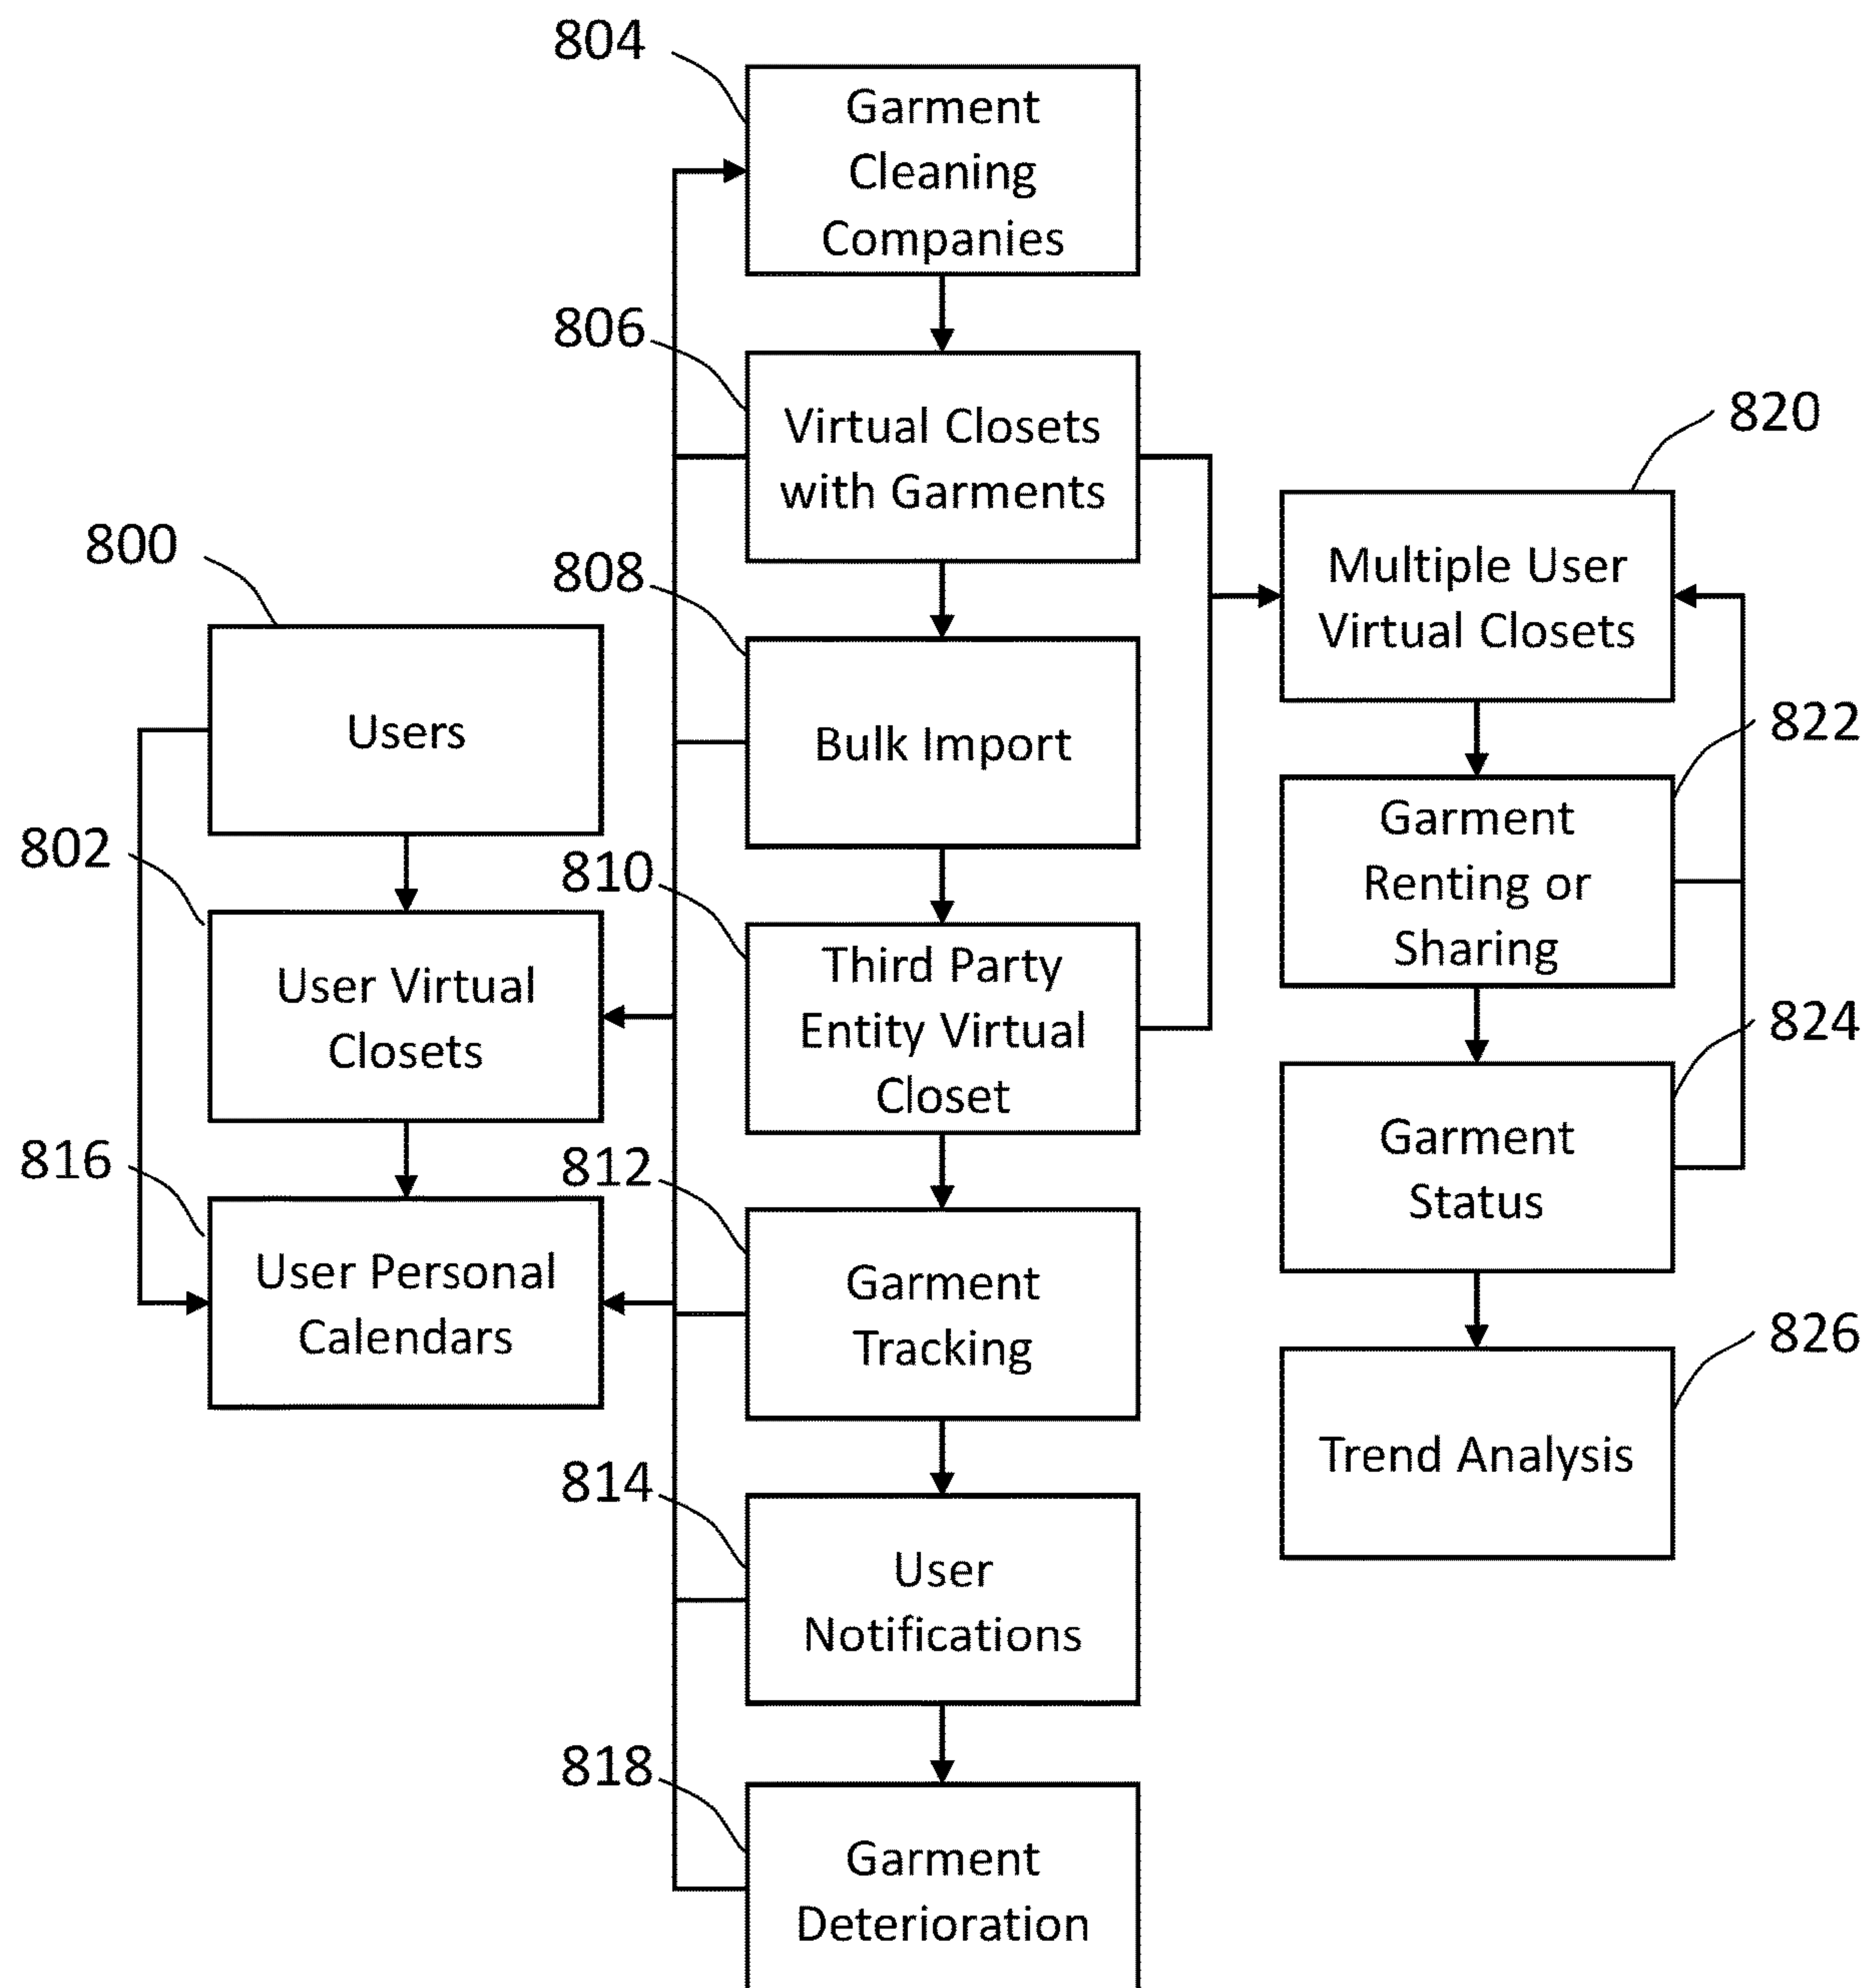 804
Garment
Cleaning
Companies
806
Virtual Closets
with Garments
820
Multiple User
Virtual Closets
800
Users
808
Bulk Import
822
Garment
Renting or
Sharing
802
User Virtual
Closets
810
Third Party
Entity Virtual
Closet
824
Garment
Status
816
User Personal
Calendars
812
Garment
Tracking
826
Trend Analysis
814
User
Notifications
818
Garment
Deterioration